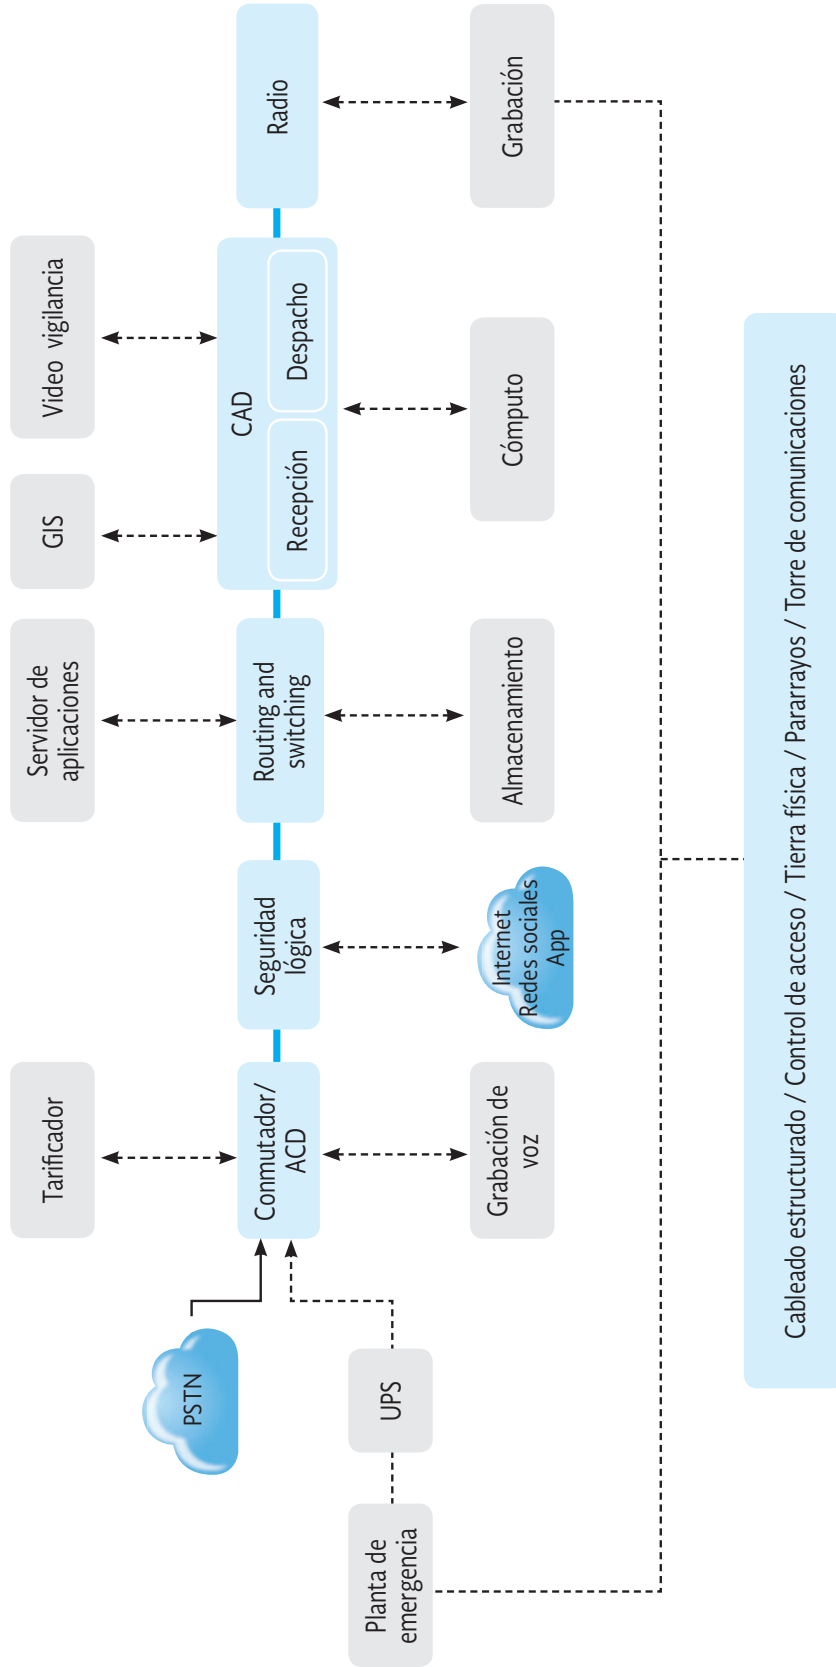 Tarificador
Servidor de
aplicaciones
GIS
Video vigilancia
PSTN
Conmutador/
ACD
Seguridad
lógica
Routing and
switching
CAD
Recepción
Despacho
Radio
Planta de
emergencia
UPS
Grabación de
voz
Internet
Redes sociales
App
Almacenamiento
Cómputo
Grabación
Cableado estructurado / Control de acceso / Tierra física / Pararrayos / Torre de comunicaciones